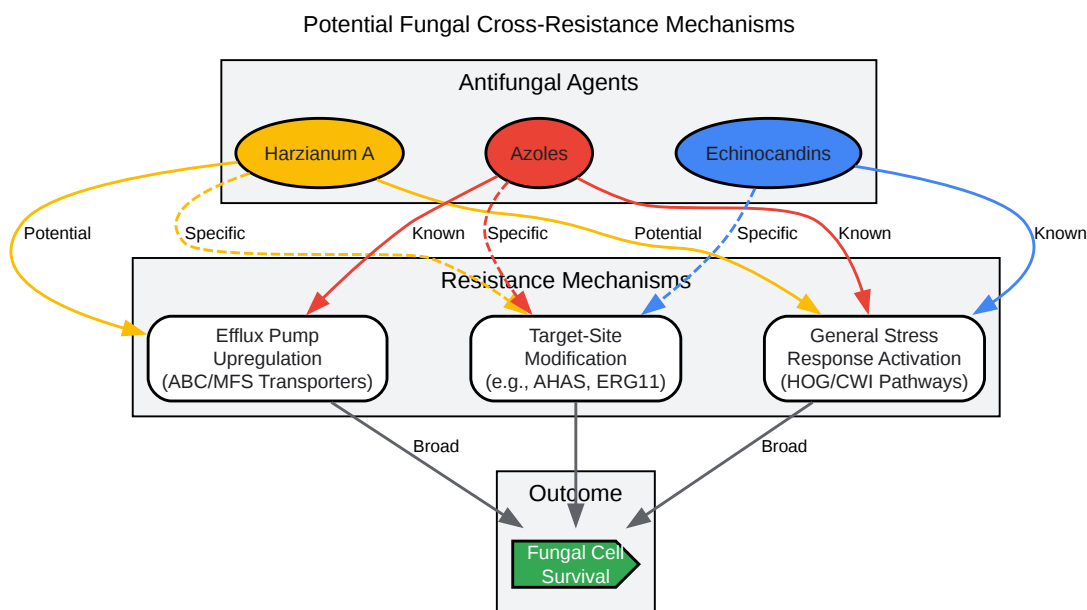 Potential Fungal Cross-Resistance Mechanisms
Antifungal Agents
Harzianum A
Azoles
Echinocandins
Potential
Specific
Known
Specific
Potential
Specific
Known
Known
Resistance Mechanisms
Efflux Pump
Upregulation
(ABC/MFS Transporters)
Target-Site
Modification
(e.g., AHAS, ERG11)
General Stress
Response Activation
(HOG/CWI Pathways)
Broad
Broad
Outcome
Fungal Cell
Survival